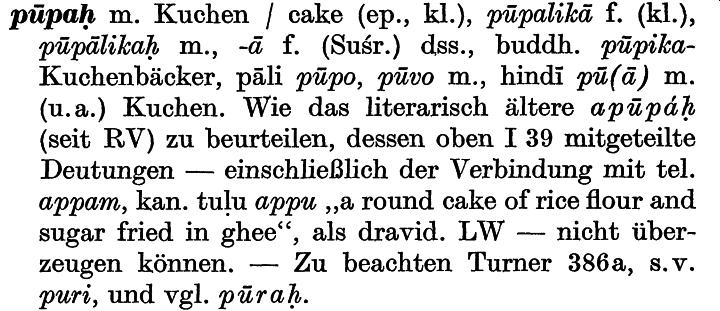 pūpaḥ m. Kuchen / cake (ep., kl.), pūpalikā f. (kl.),
pūpālikaḥ m., -ā f. (Suśr.) dss., buddh. pūpika-
Kuchenbäcker, pāli pūpo, pūvo m., hindī pū(ā) m.
(u. a.) Kuchen. Wie das literarisch ältere apūpáḥ
(seit RV) zu beurteilen, dessen oben I 39 mitgeteilte
Deutungen — einschließlich der Verbindung mit tel.
appam, kan. tuḷu appu „a round cake of rice flour and
sugar fried in ghee“, als dravid. LW — nicht über-
zeugen können. — Zu beachten Turner 386a, s. v.
puri, und vgl. pūraḥ.